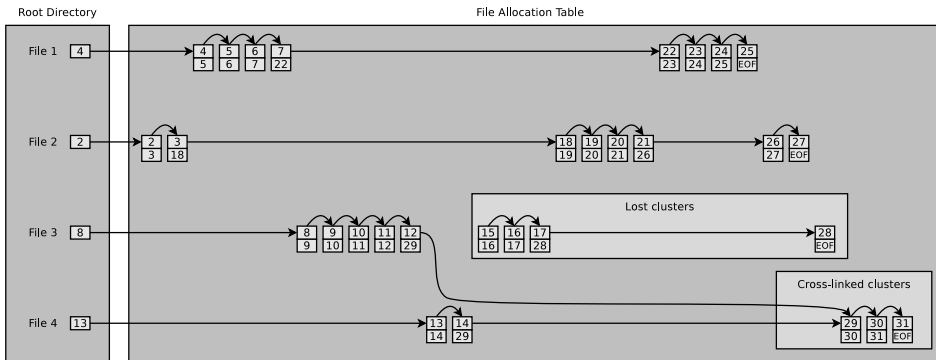 Root Directory File Allocation Table
File 1 4 4 5 6 7 22 23 24 25
5 6 7 22 23 24 25 EOF
File 2 2 2 3 18 19 20 21 26 27
3 18 19 20 21 26 27 EOF
Lost clusters
File 3 8 8 9 10 11 12 15 16 17 28
9 10 11 12 29 16 17 28 EOF
Cross-linked clusters
File 4 13 13 14 29 30 31
14 29 30 31 EOF